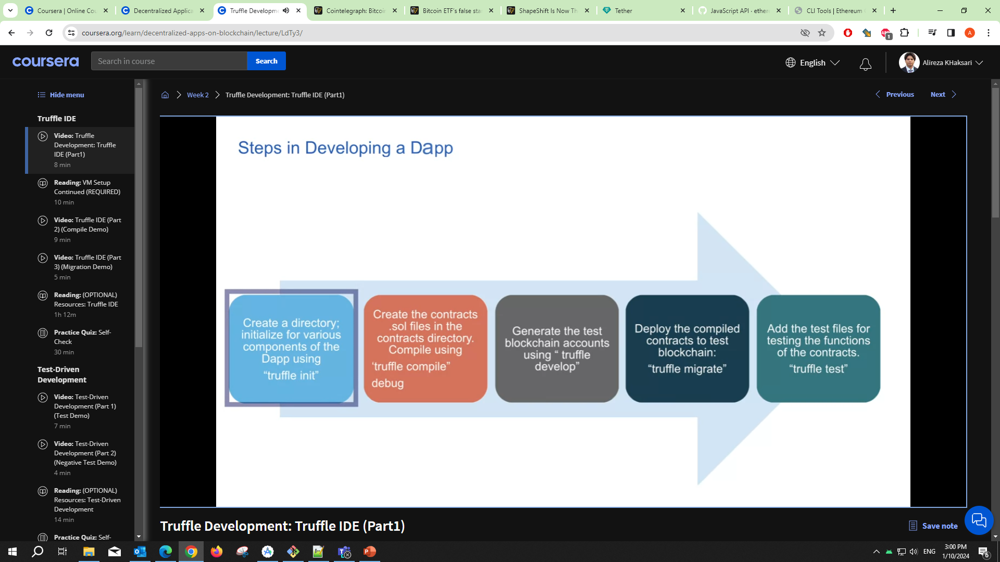 Coursera | Online Cou
Decentralized Applica
Truffle Developme
Cointelegraph: Bitcoin
Bitcoin ETF's false sta
ShapeShift Is Now Th
Tether
JavaScript API · ether
CLI Tools | Ethereum
coursera.org/learn/decentralized-apps-on-blockchain/lecture/LdTy3/
1
A
coursera
Search in course
Search
English
Alireza KHaksari
Hide menu
Week 2
Truffle Development: Truffle IDE (Part1)
Previous
Next
Truffle IDE
Video: Truffle
Development: Truffle
IDE (Part1)
8 min
Reading: VM Setup
Continued (REQUIRED)
10 min
Video: Truffle IDE (Part
2) (Compile Demo)
9 min
Video: Truffle IDE (Part
3) (Migration Demo)
5 min
Reading: (OPTIONAL)
Resources: Truffle IDE
1h 12m
Practice Quiz: Self-
Check
30 min
Test-Driven
Development
Video: Test-Driven
Development (Part 1)
(Test Demo)
7 min
Video: Test-Driven
Development (Part 2)
(Negative Test Demo)
4 min
Reading: (OPTIONAL)
Resources: Test-Driven
Development
14 min
Practice Quiz: Self-
Steps in Developing a Dapp
Create a directory;
initialize for various
components of the
Dapp using
“truffle init”
Create the contracts
.sol files in the
contracts directory.
Compile using
‘truffle compile”
debug
Generate the test
blockchain accounts
using “ truffle
develop”
Deploy the compiled
contracts to test
blockchain:
“truffle migrate”
Add the test files for
testing the functions
of the contracts.
“truffle test”
Truffle Development: Truffle IDE (Part1)
Save note
ENG
3:00 PM
1/10/2024
6